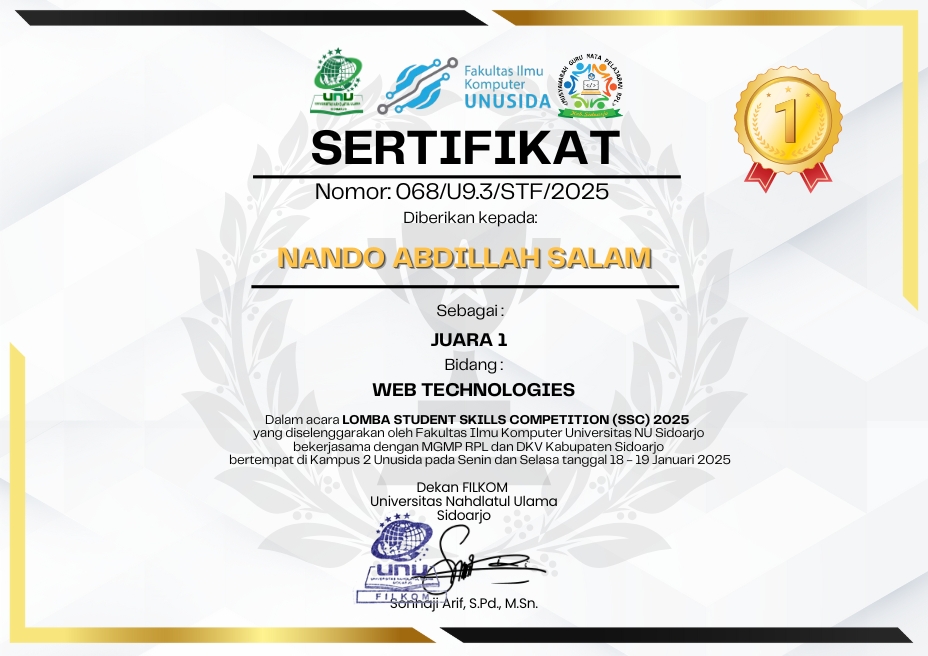 UNU
Fakultas Ilmu
Komputer
UNUSIDA
MUSYAWARAH GURU MATA PELAJARAN RPL
Kab. Sidoarjo
1
SERTIFIKAT
Nomor: 068/U9.3/STF/2025
Diberikan kepada:
NANDO ABDILLAH SALAM
Sebagai :
JUARA 1
Bidang :
WEB TECHNOLOGIES
Dalam acara LOMBA STUDENT SKILLS COMPETITION (SSC) 2025
yang diselenggarakan oleh Fakultas Ilmu Komputer Universitas NU Sidoarjo
bekerjasama dengan MGMP RPL dan DKV Kabupaten Sidoarjo
bertempat di Kampus 2 Unusida pada Senin dan Selasa tanggal 18 - 19 Januari 2025
Dekan FILKOM
Universitas Nahdlatul Ulama
Sidoarjo
UNU
FILKOM
Sonhaji Arif, S.Pd., M.Sn.